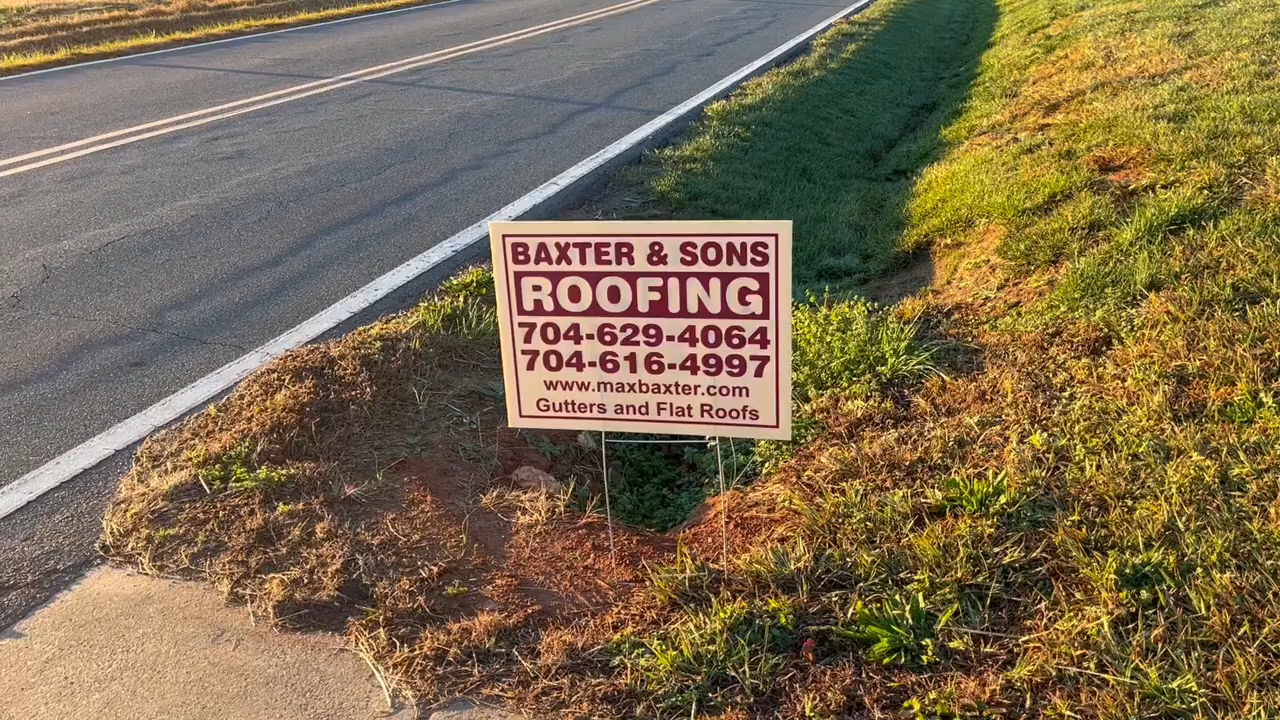 BAXTER & SONS
ROOFING
704-629-4064
704-616-4997
www.maxbaxter.com
Gutters and Flat Roofs